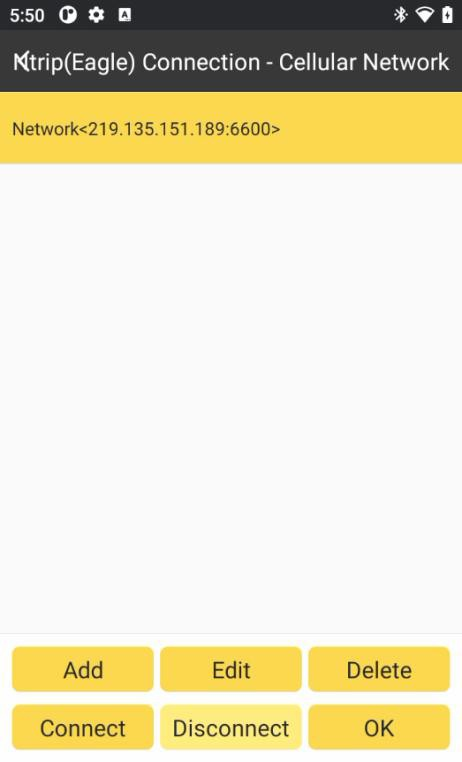 5:50
Ntrip(Eagle) Connection - Cellular Network
Network<219.135.151.189:6600>
Add Edit Delete
Connect Disconnect OK